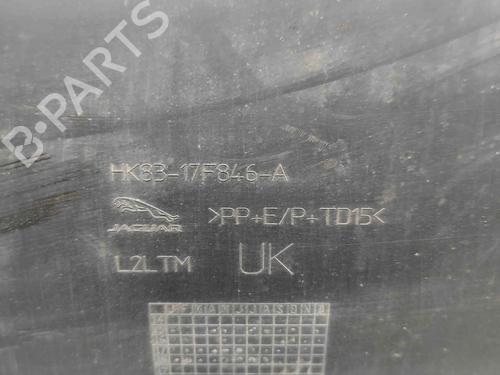 B-PARTS
HK83-17F846-A
JAGUAR
>PP+E/P+TD15<
L2LTM
UK